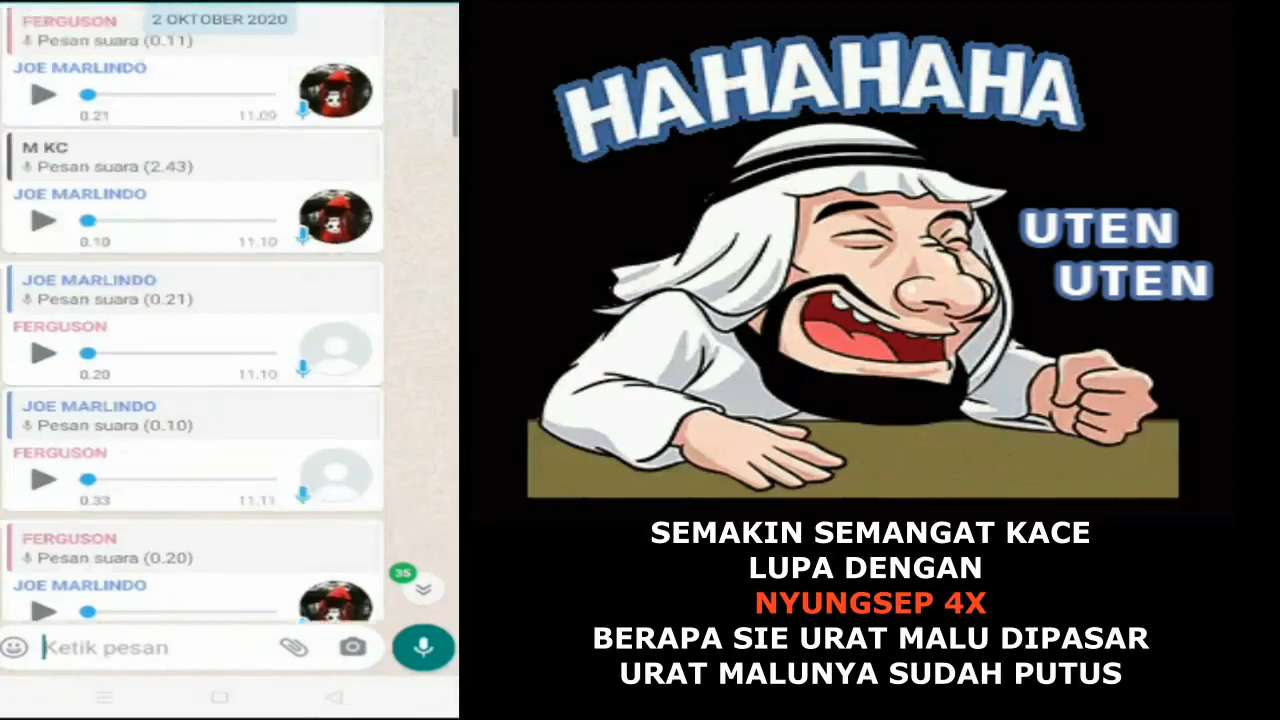 2 OKTOBER 2020
FERGUSON
Pesan suara (0.11)
JOE MARLINDO
0.21 11.09
M KC
Pesan suara (2.43)
JOE MARLINDO
0.10 11.10
JOE MARLINDO
Pesan suara (0.21)
FERGUSON
0.20 11.10
JOE MARLINDO
Pesan suara (0.10)
FERGUSON
0.33 11.11
FERGUSON
Pesan suara (0.20)
JOE MARLINDO
35
Ketik pesan
HAHAHAHA
UTEN
UTEN
SEMAKIN SEMANGAT KACE
LUPA DENGAN
NYUNGSEP 4X
BERAPA SIE URAT MALU DIPASAR
URAT MALUNYA SUDAH PUTUS